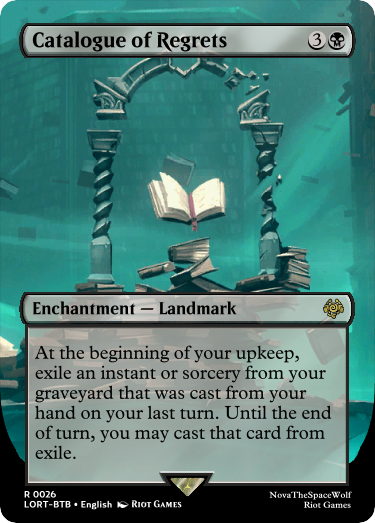 Catalogue of Regrets 3
Enchantment — Landmark
At the beginning of your upkeep,
exile an instant or sorcery from your
graveyard that was cast from your
hand on your last turn. Until the end
of turn, you may cast that card from
exile.
R 0026 NovaTheSpaceWolf
LORT-BTB • English Riot Games Riot Games